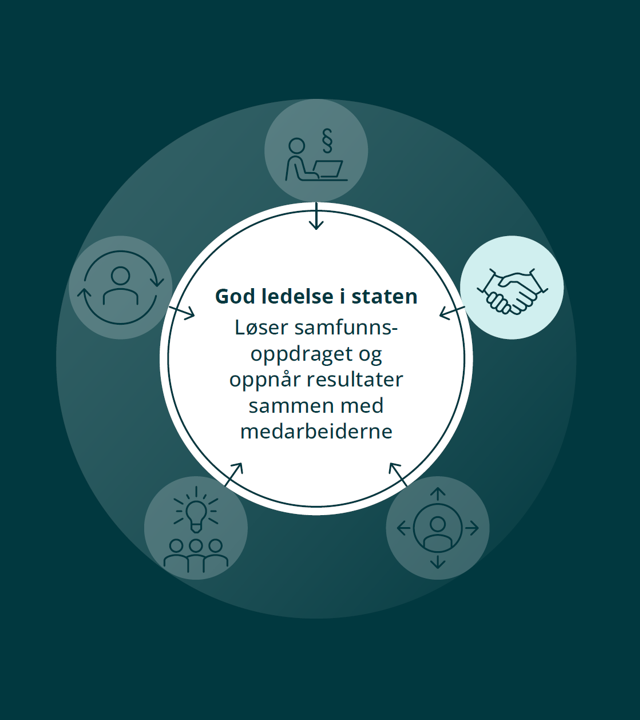 §
God ledelse i staten
Løser samfunns-
oppdraget og
oppnår resultater
sammen med
medarbeiderne